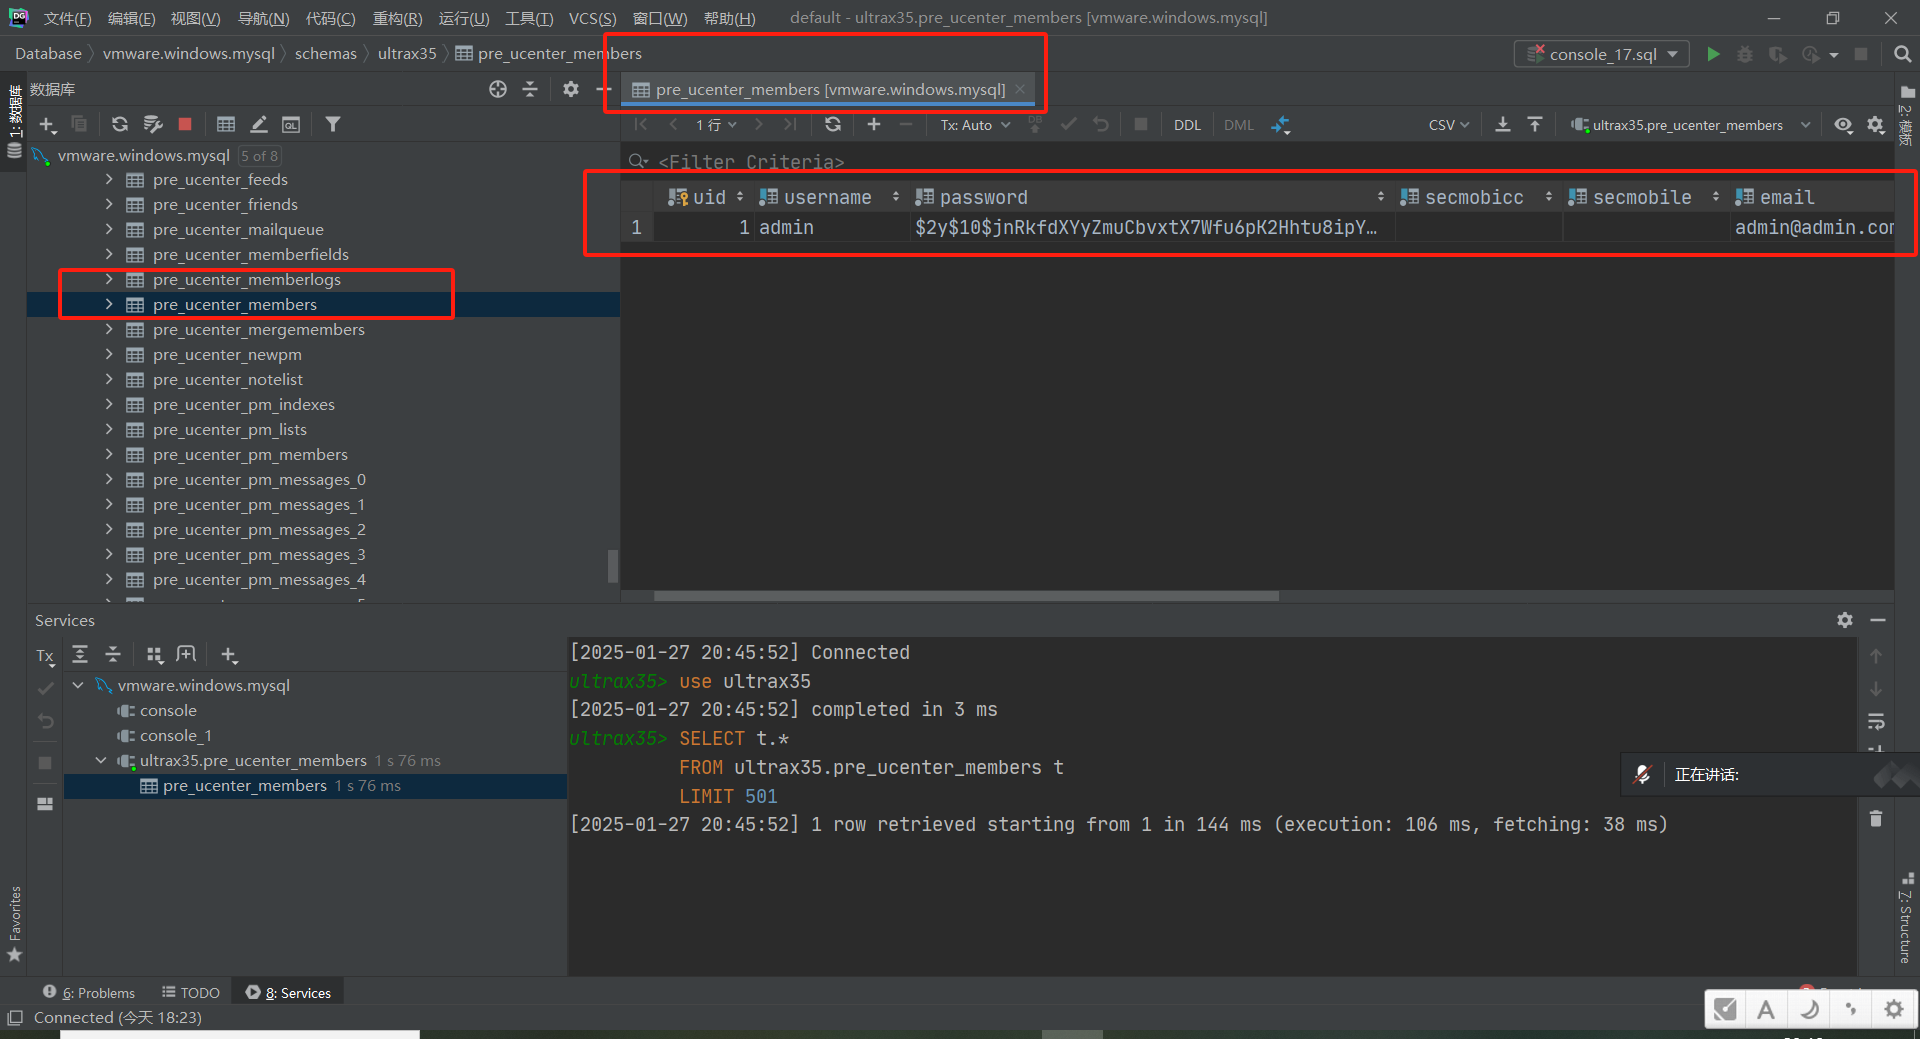 DG 文件(F) 编辑(E) 视图(V) 导航(N) 代码(C) 重构(R) 运行(U) 工具(T) VCS(S) 窗口(W) 帮助(H) default - ultrax35.pre_ucenter_members [vmware.windows.mysql]
Database vmware.windows.mysql schemas ultrax35 pre_ucenter_members
console_17.sql
1: 数据库
数据库
pre_ucenter_members [vmware.windows.mysql]
2: 模板
1 行
Tx: Auto
DB
DDL
DML
CSV
ultrax35.pre_ucenter_members
QL
<Filter Criteria>
vmware.windows.mysql 5 of 8
pre_ucenter_feeds
pre_ucenter_friends
pre_ucenter_mailqueue
pre_ucenter_memberfields
pre_ucenter_memberlogs
pre_ucenter_members
pre_ucenter_mergemembers
pre_ucenter_newpm
pre_ucenter_notelist
pre_ucenter_pm_indexes
pre_ucenter_pm_lists
pre_ucenter_pm_members
pre_ucenter_pm_messages_0
pre_ucenter_pm_messages_1
pre_ucenter_pm_messages_2
pre_ucenter_pm_messages_3
pre_ucenter_pm_messages_4
uid username password secmobicc secmobile email
1 1 admin $2y$10$jnRkfdXYyZmuCbvxtX7Wfu6pK2Hhtu8ipY… admin@admin.com
Services
Tx
vmware.windows.mysql
console
console_1
ultrax35.pre_ucenter_members 1 s 76 ms
pre_ucenter_members 1 s 76 ms
[2025-01-27 20:45:52] Connected
ultrax35> use ultrax35
[2025-01-27 20:45:52] completed in 3 ms
ultrax35> SELECT t.*
FROM ultrax35.pre_ucenter_members t
LIMIT 501
[2025-01-27 20:45:52] 1 row retrieved starting from 1 in 144 ms (execution: 106 ms, fetching: 38 ms)
正在讲话:
Favorites
Z: Structure
6: Problems TODO 8: Services
Connected (今天 18:23)
A